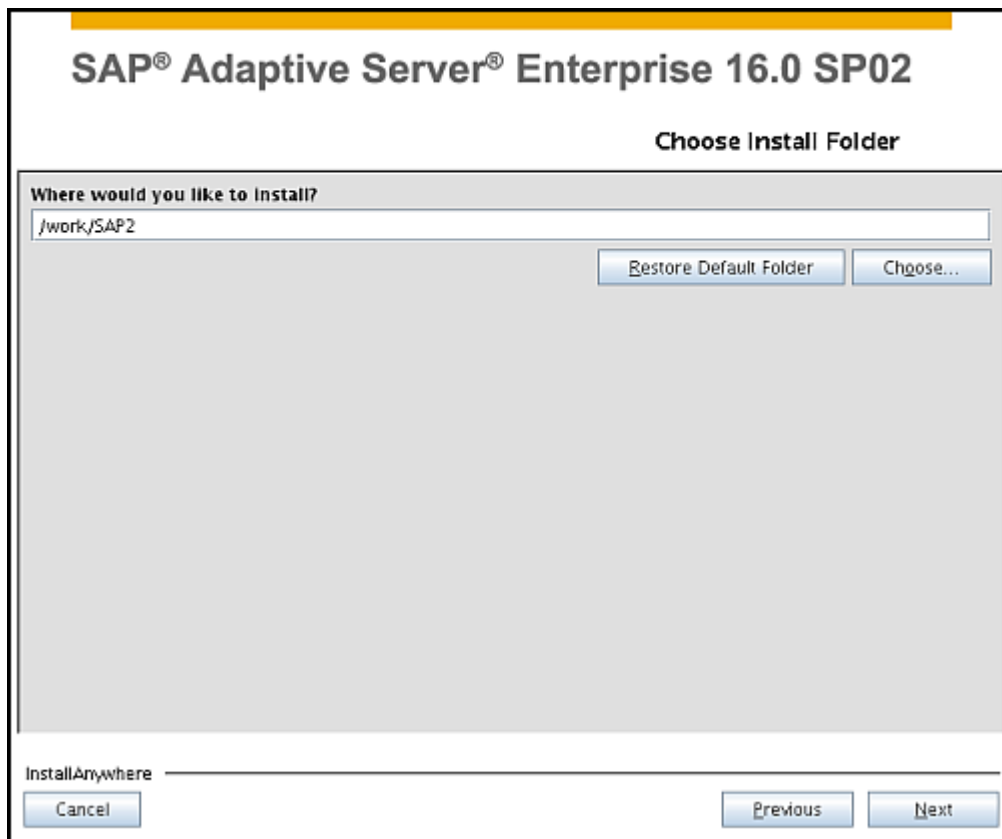 SAP® Adaptive Server® Enterprise 16.0 SP02
Choose Install Folder
Where would you like to install?
/work/SAP2
Restore Default Folder
Choose...
InstallAnywhere
Cancel
Previous
Next